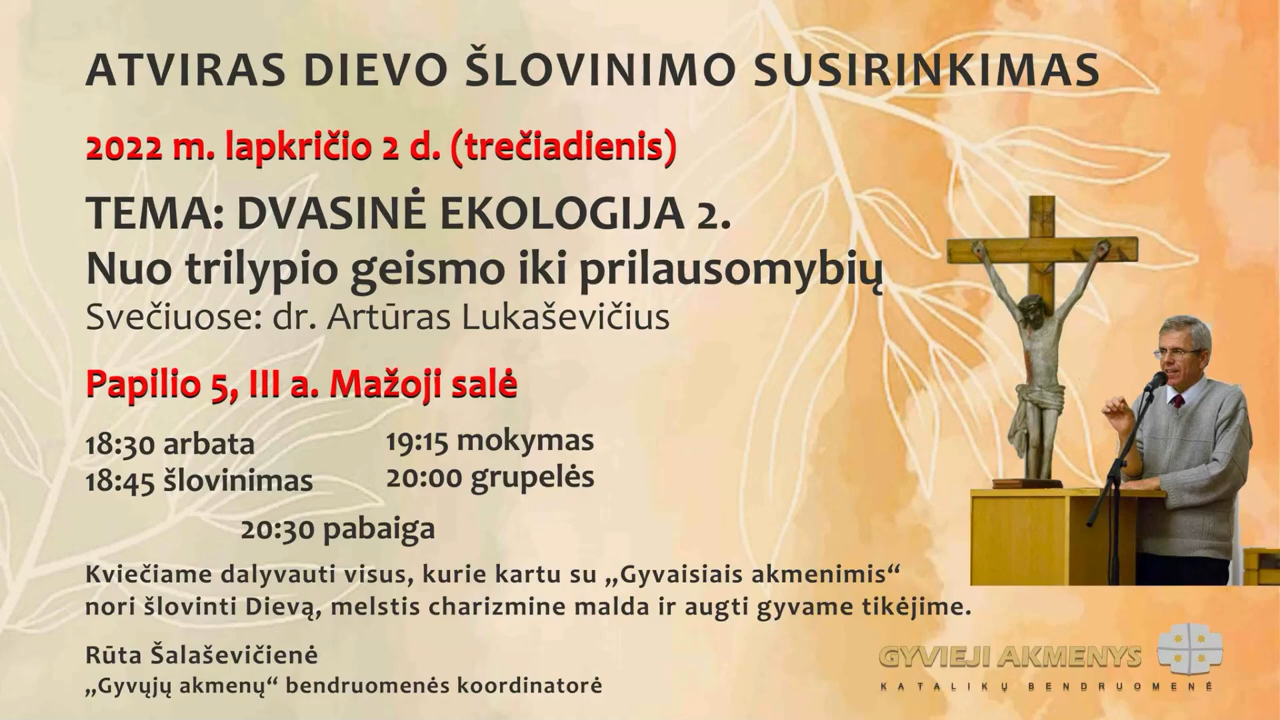 ATVIRAS DIEVO ŠLOVINIMO SUSIRINKIMAS
2022 m. lapkričio 2 d. (trečiadienis)
TEMA: DVASINĖ EKOLOGIJA 2.
Nuo trilypio geismo iki prilausomybių
Svečiuose: dr. Artūras Lukaševičius
Papilio 5, III a. Mažoji salė
18:30 arbata
18:45 šlovinimas
19:15 mokymas
20:00 grupelės
20:30 pabaiga
Kviečiame dalyvauti visus, kurie kartu su „Gyvaisiais akmenimis“
nori šlovinti Dievą, melstis charizmine malda ir augti gyvame tikėjime.
Rūta Šalaševičienė
„Gyvųjų akmenų“ bendruomenės koordinatorė
GYVIEJI AKMENYS
KATALIKŲ BENDRUOMENĖ